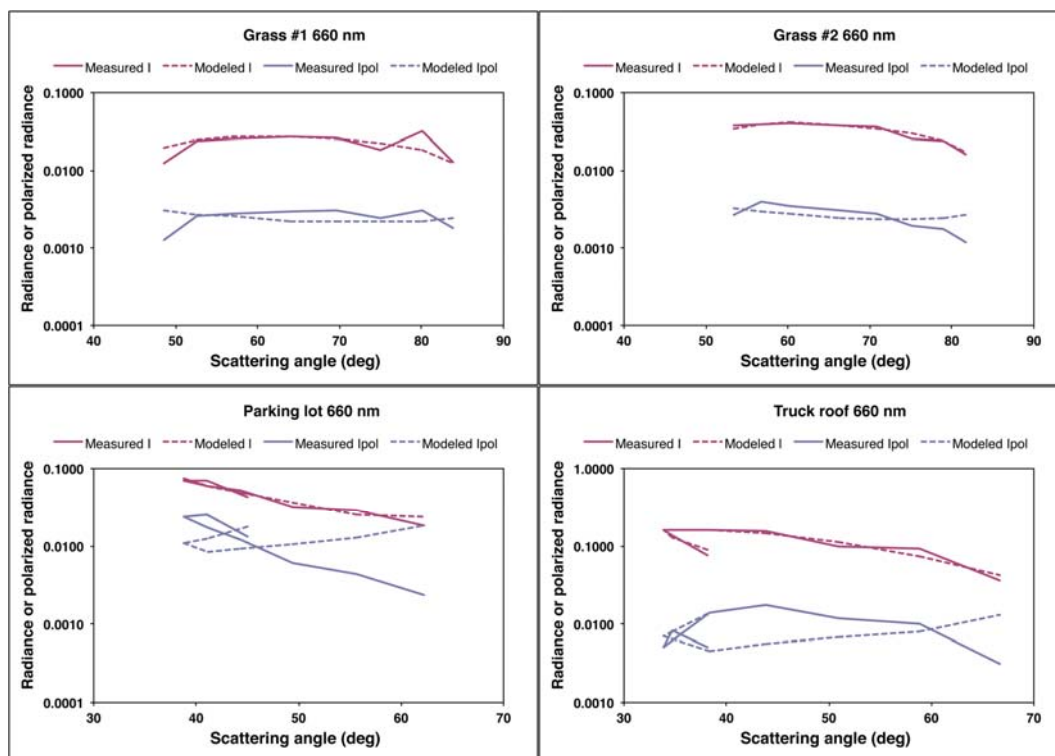 Grass #1 660 nm
Measured I Modeled I Measured Ipol Modeled Ipol
Radiance or polarized radiance
0.1000
0.0100
0.0010
0.0001
40 50 60 70 80 90
Scattering angle (deg)
Grass #2 660 nm
Measured I Modeled I Measured Ipol Modeled Ipol
Radiance or polarized radiance
0.1000
0.0100
0.0010
0.0001
40 50 60 70 80 90
Scattering angle (deg)
Parking lot 660 nm
Measured I Modeled I Measured Ipol Modeled Ipol
Radiance or polarized radiance
0.1000
0.0100
0.0010
0.0001
30 40 50 60 70
Scattering angle (deg)
Truck roof 660 nm
Measured I Modeled I Measured Ipol Modeled Ipol
Radiance or polarized radiance
1.0000
0.1000
0.0100
0.0010
30 40 50 60 70
Scattering angle (deg)